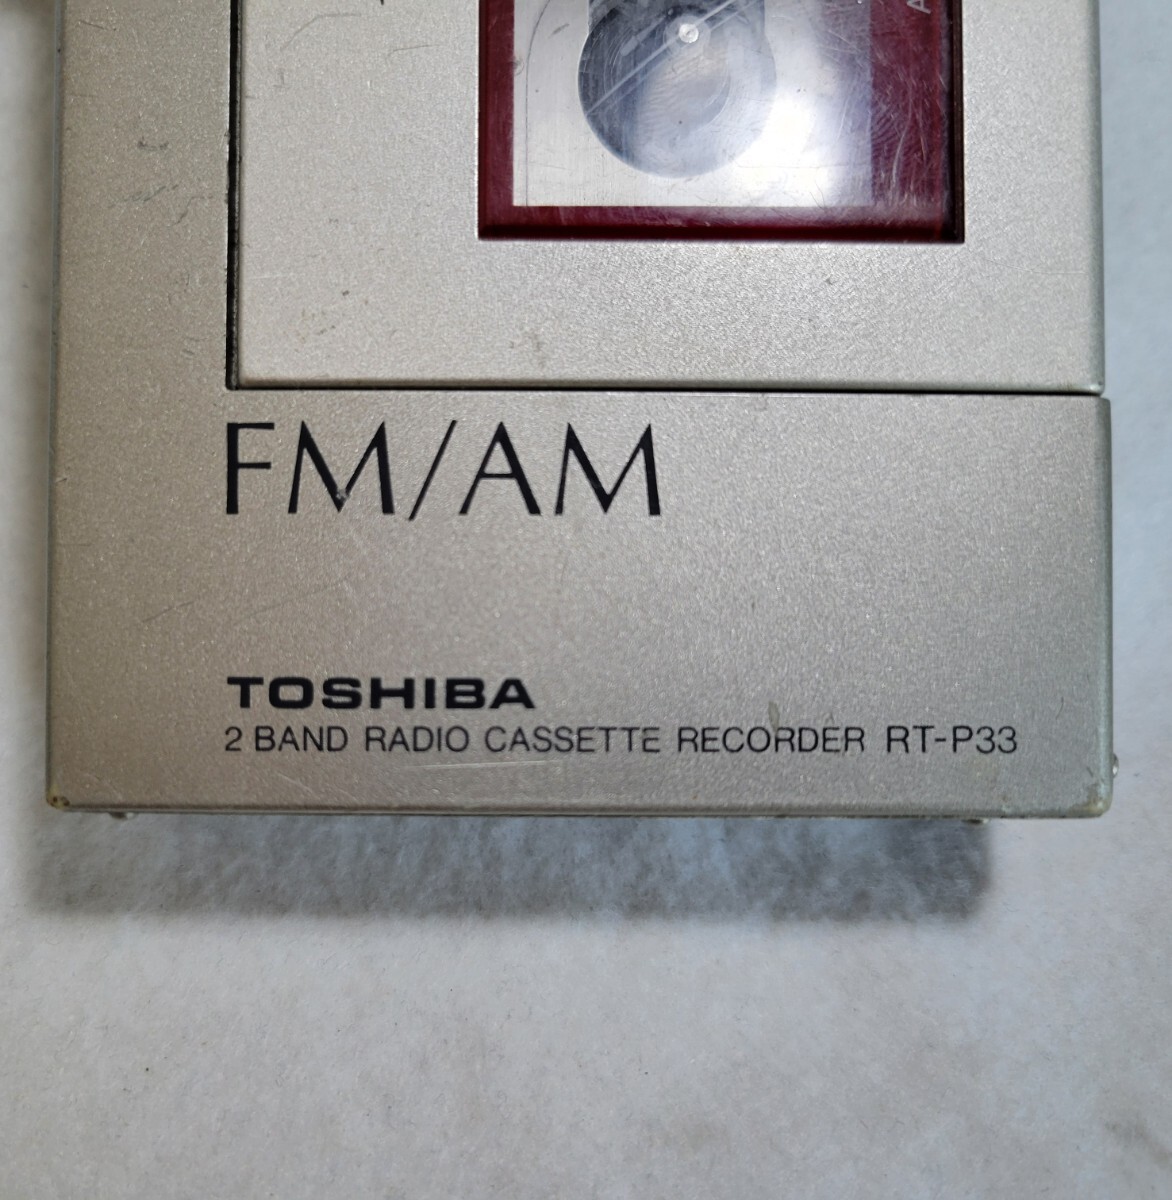 FM/AM
TOSHIBA
2 BAND RADIO CASSETTE RECORDER RT-P33